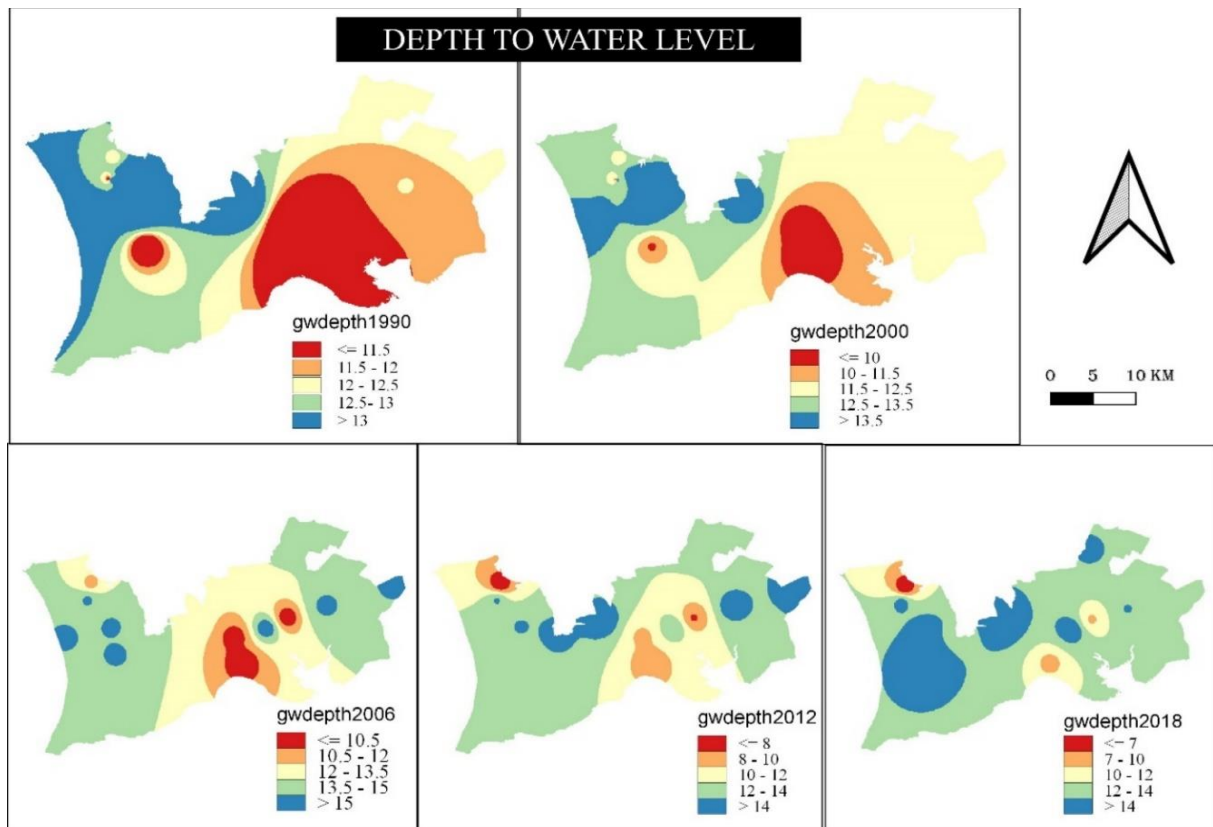 DEPTH TO WATER LEVEL
gwdepth1990
<= 11.5
11.5 - 12
12 - 12.5
12.5- 13
> 13
gwdepth2000
<= 10
10 - 11.5
11.5 - 12.5
12.5 - 13.5
> 13.5
0 5 10 KM
gwdepth2006
<= 10.5
10.5 - 12
12 - 13.5
13.5 - 15
> 15
gwdepth2012
<= 8
8 - 10
10 - 12
12 - 14
> 14
gwdepth2018
<= 7
7 - 10
10 - 12
12 - 14
> 14